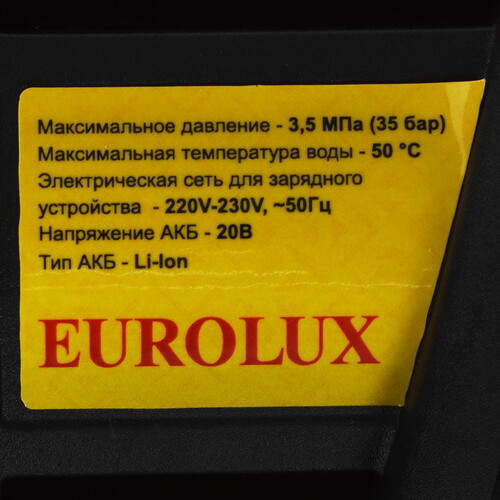 Максимальное давление - 3,5 МПа (35 бар)
Максимальная температура воды - 50 °C
Электрическая сеть для зарядного
устройства - 220V-230V, ~50Гц
Напряжение АКБ - 20В
Тип АКБ - Li-Ion
EUROLUX